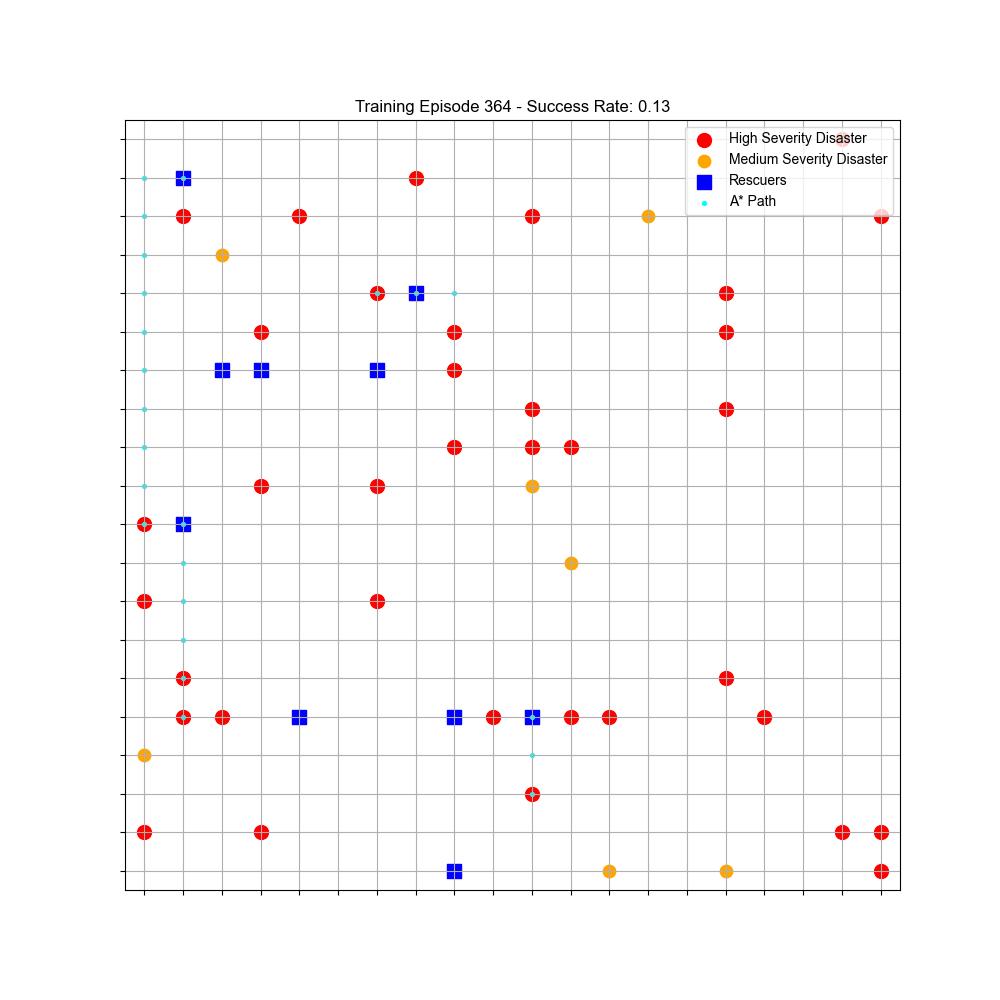 Training Episode 364 - Success Rate: 0.13
High Severity Disaster
Medium Severity Disaster
Rescuers
A* Path